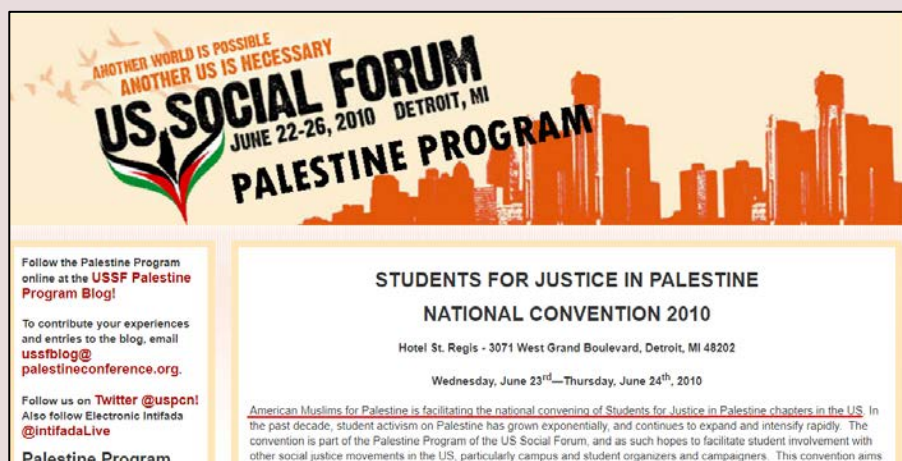 ANOTHER WORLD IS POSSIBLE
ANOTHER US IS NECESSARY
US SOCIAL FORUM
JUNE 22-26, 2010 DETROIT, MI
PALESTINE PROGRAM
Follow the Palestine Program
online at the USSF Palestine
Program Blog!
To contribute your experiences
and entries to the blog, email
ussfblog@
palestineconference.org.
Follow us on Twitter @uspcn!
Also follow Electronic Intifada
@intifadaLive
Palestine Program
STUDENTS FOR JUSTICE IN PALESTINE
NATIONAL CONVENTION 2010
Hotel St. Regis - 3071 West Grand Boulevard, Detroit, MI 48202
Wednesday, June 23rd—Thursday, June 24th, 2010
American Muslims for Palestine is facilitating the national convening of Students for Justice in Palestine chapters in the US. In
the past decade, student activism on Palestine has grown exponentially, and continues to expand and intensify rapidly. The
convention is part of the Palestine Program of the US Social Forum, and as such hopes to facilitate student involvement with
other social justice movements in the US, particularly campus and student organizers and campaigners. This convention aims